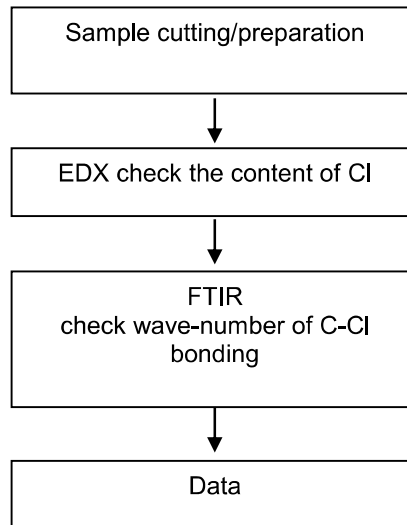 Sample cutting/preparation
EDX check the content of Cl
FTIR
check wave-number of C-Cl
bonding
Data